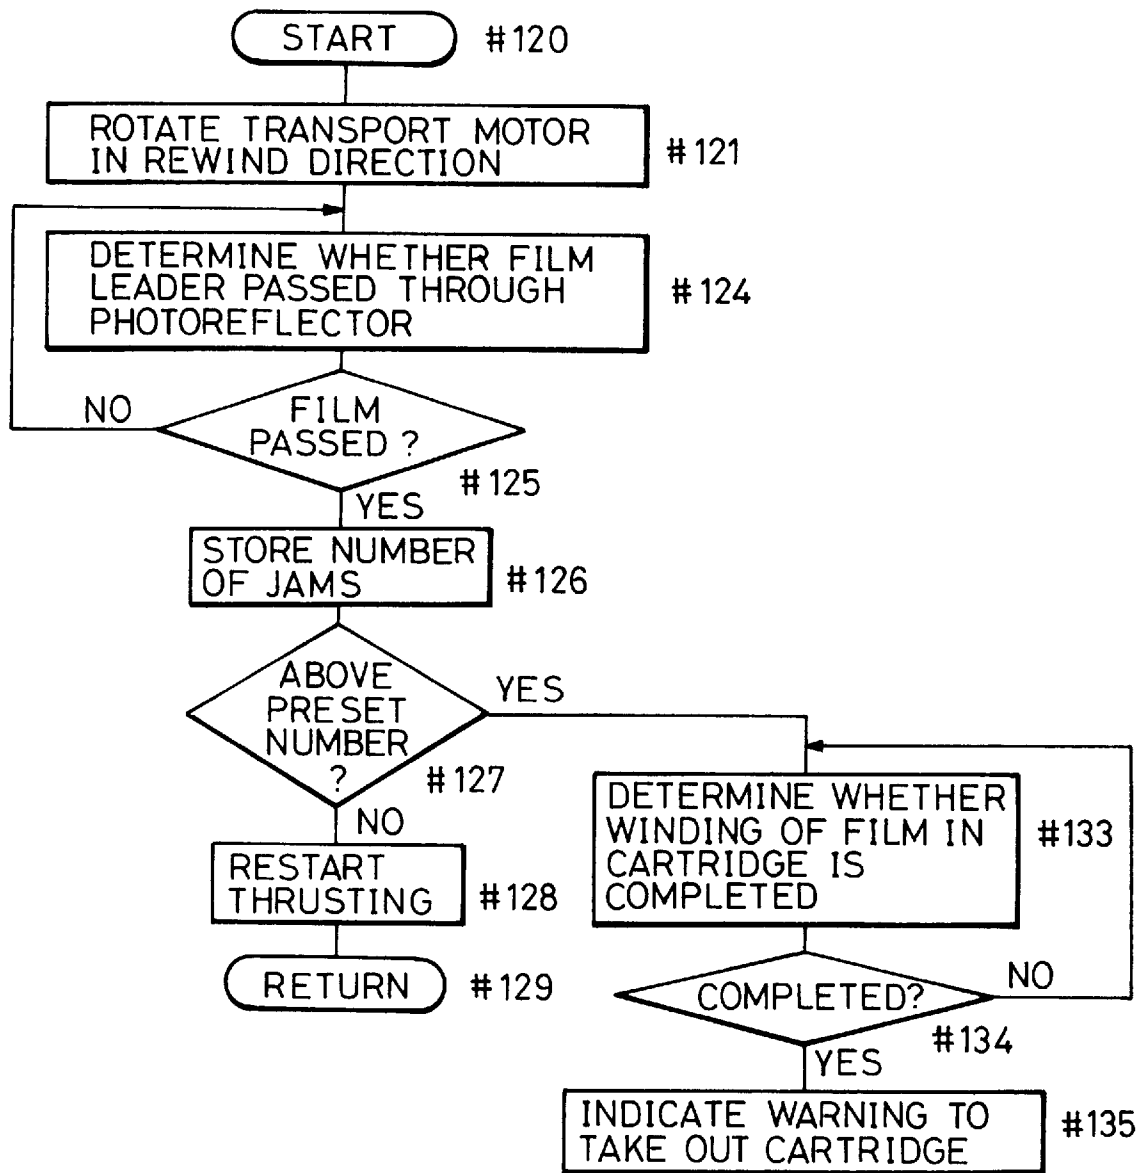 START #120
ROTATE TRANSPORT MOTOR
IN REWIND DIRECTION
#121
DETERMINE WHETHER FILM
LEADER PASSED THROUGH
PHOTOREFLECTOR
#124
NO
FILM
PASSED ?
#125
YES
STORE NUMBER
OF JAMS
#126
ABOVE
PRESET
NUMBER
?
#127
YES
NO
RESTART
THRUSTING
#128
RETURN #129
DETERMINE WHETHER
WINDING OF FILM IN
CARTRIDGE IS
COMPLETED
#133
COMPLETED?
NO
#134
YES
INDICATE WARNING TO
TAKE OUT CARTRIDGE
#135